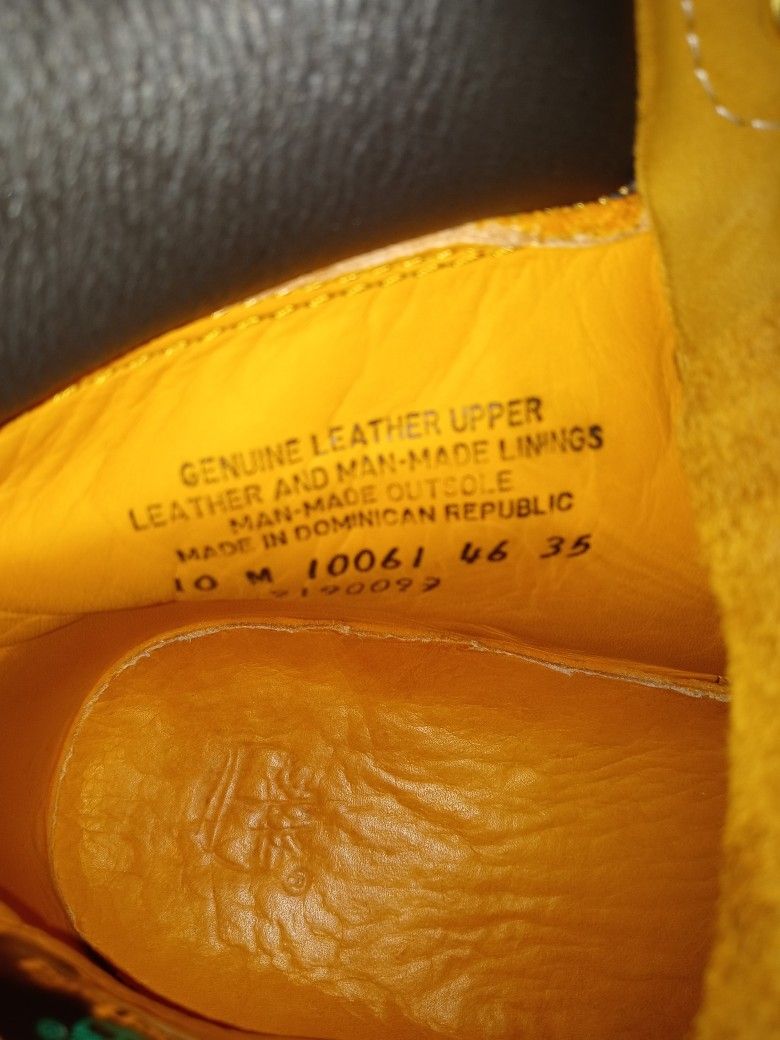 GENUINE LEATHER UPPER
LEATHER AND MAN-MADE LININGS
MAN-MADE OUTSOLE
MADE IN DOMINICAN REPUBLIC
10 M 10061 46 35